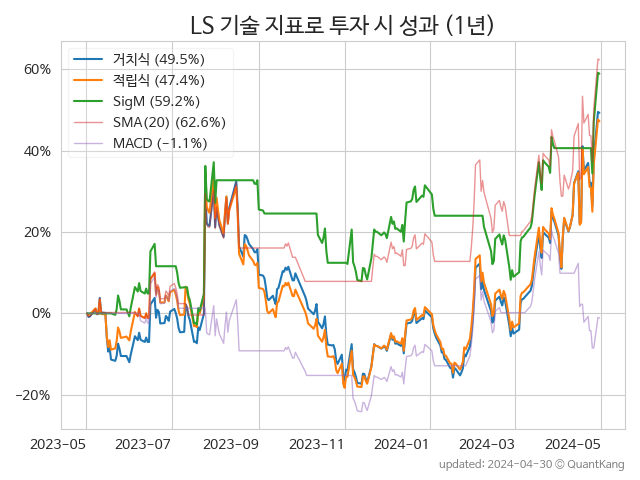 LS 기술 지표로 투자 시 성과 (1년)
거치식 (49.5%)
적립식 (47.4%)
SigM (59.2%)
SMA(20) (62.6%)
MACD (−1.1%)
60%
40%
20%
0%
−20%
2023-05 2023-07 2023-09 2023-11 2024-01 2024-03 2024-05
updated: 2024-04-30 © QuantKang